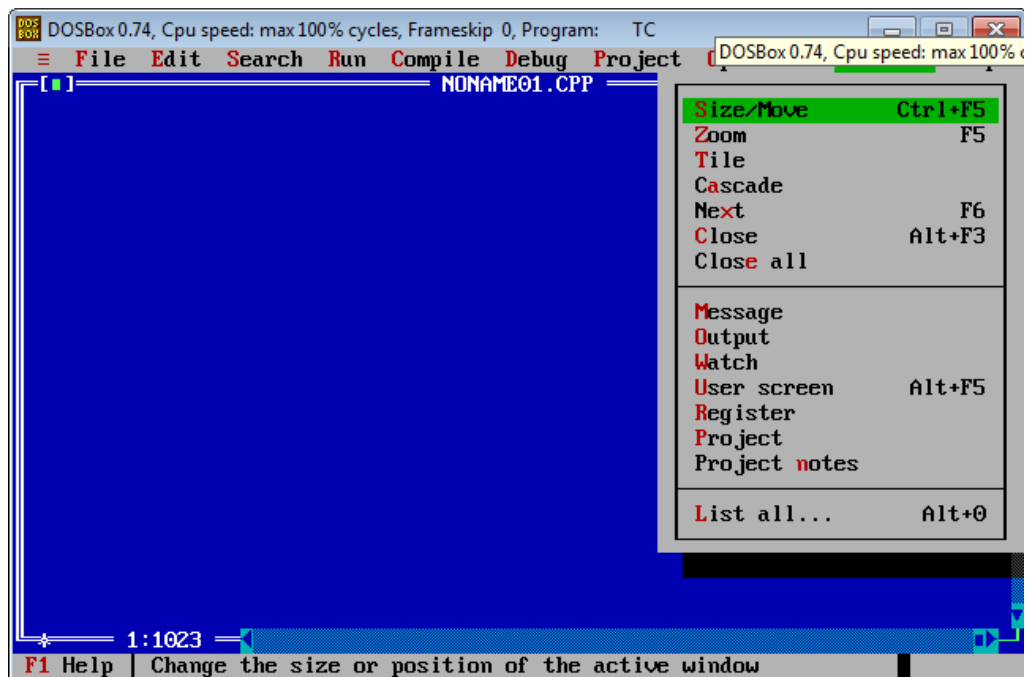 DOSBox 0.74, Cpu speed: max 100% cycles, Frameskip 0, Program: TC
DOSBox 0.74, Cpu speed: max 100% c
≡ File Edit Search Run Compile Debug Project
[■] NONAME01.CPP
Size/Move Ctrl+F5
Zoom F5
Tile
Cascade
Next F6
Close Alt+F3
Close all
Message
Output
Watch
User screen Alt+F5
Register
Project
Project notes
List all... Alt+0
1:1023
F1 Help | Change the size or position of the active window